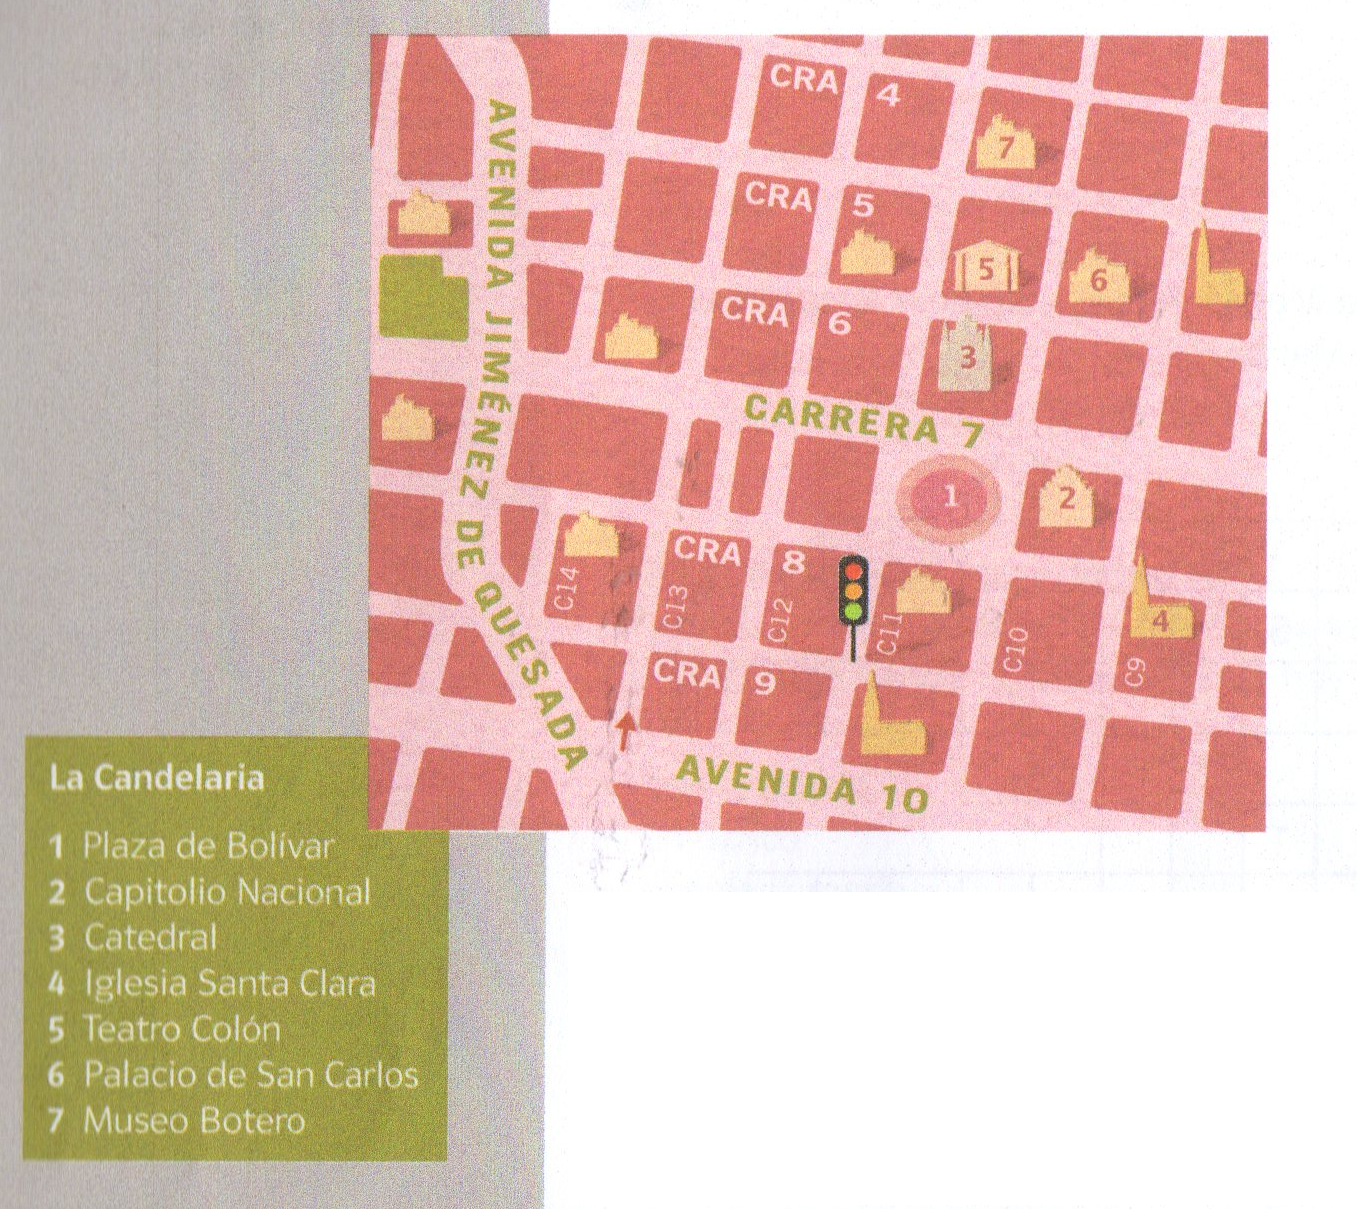 CRA 4
7
CRA 5
5
6
CRA 6
3
CARRERA 7
1
2
AVENIDA JIMÉNEZ DE QUESADA
CRA 8
C14
C13
C12
C11
C10
C9
4
CRA 9
AVENIDA 10
La Candelaria
1 Plaza de Bolívar
2 Capitolio Nacional
3 Catedral
4 Iglesia Santa Clara
5 Teatro Colón
6 Palacio de San Carlos
7 Museo Botero